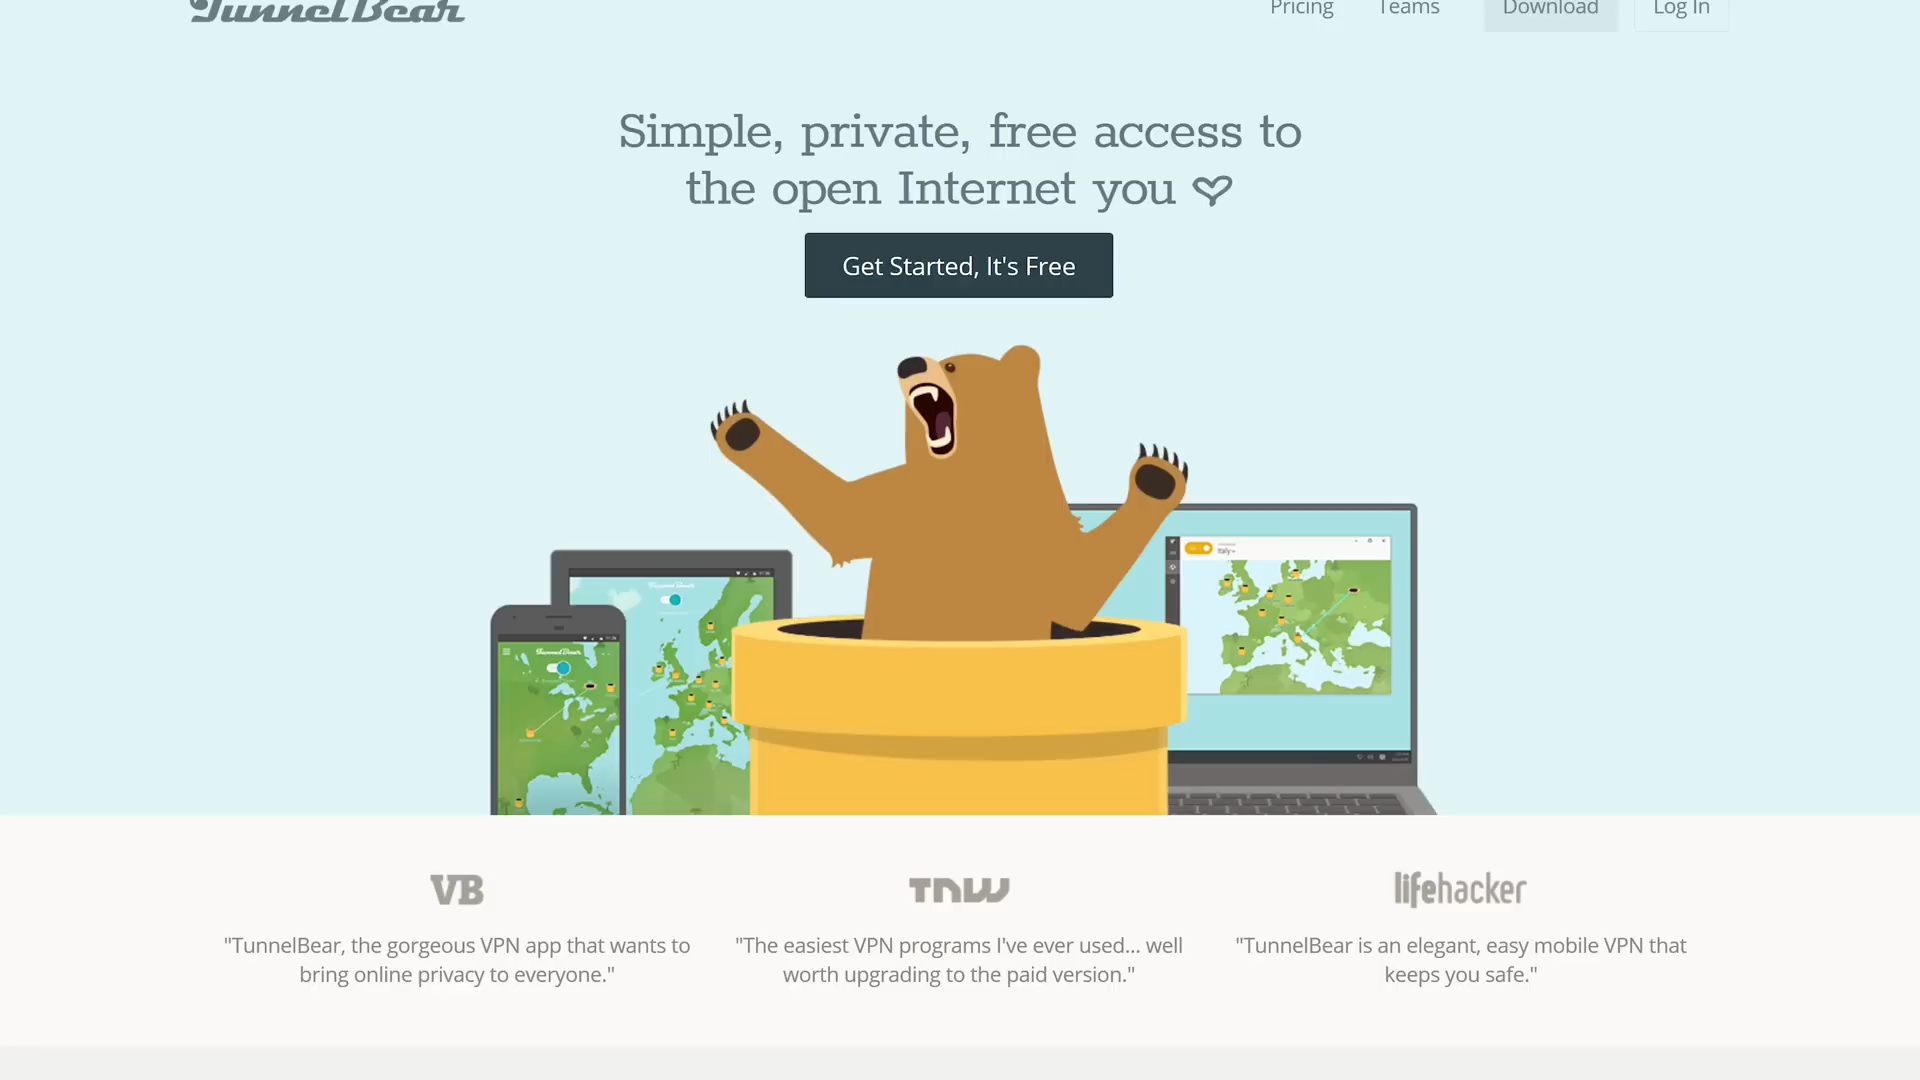 TunnelBear
Pricing
Teams
Download
Log In
Simple, private, free access to
the open Internet you
Get Started, It's Free
TunnelBear
Italy
VB
TNW
lifehacker
"TunnelBear, the gorgeous VPN app that wants to
bring online privacy to everyone."
"The easiest VPN programs I've ever used... well
worth upgrading to the paid version."
"TunnelBear is an elegant, easy mobile VPN that
keeps you safe."